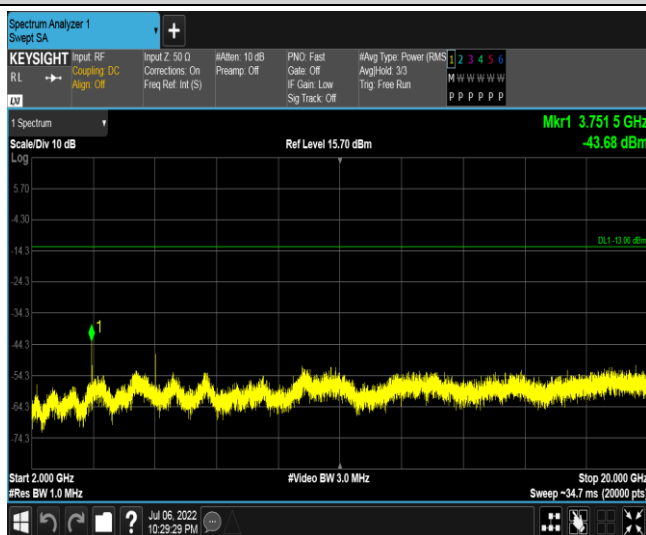 Spectrum Analyzer 1
Swept SA
KEYSIGHT
RL
LXI
Input: RF
Coupling: DC
Align: Off
Input Z: 50 Ω
Corrections: On
Freq Ref: Int (S)
#Atten: 10 dB
Preamp: Off
PNO: Fast
Gate: Off
IF Gain: Low
Sig Track: Off
#Avg Type: Power (RMS
Avg|Hold: 3/3
Trig: Free Run
1 2 3 4 5 6
M W W W W W
P P P P P P
1 Spectrum
Mkr1 3.751 5 GHz
Scale/Div 10 dB
Ref Level 15.70 dBm
-43.68 dBm
Log
5.70
-4.30
DL1 -13.00 dBm
-14.3
-24.3
-34.3
1
-44.3
-54.3
-64.3
-74.3
Start 2.000 GHz
#Video BW 3.0 MHz
Stop 20.000 GHz
#Res BW 1.0 MHz
Sweep ~34.7 ms (20000 pts)
?
Jul 06, 2022
10:29:29 PM